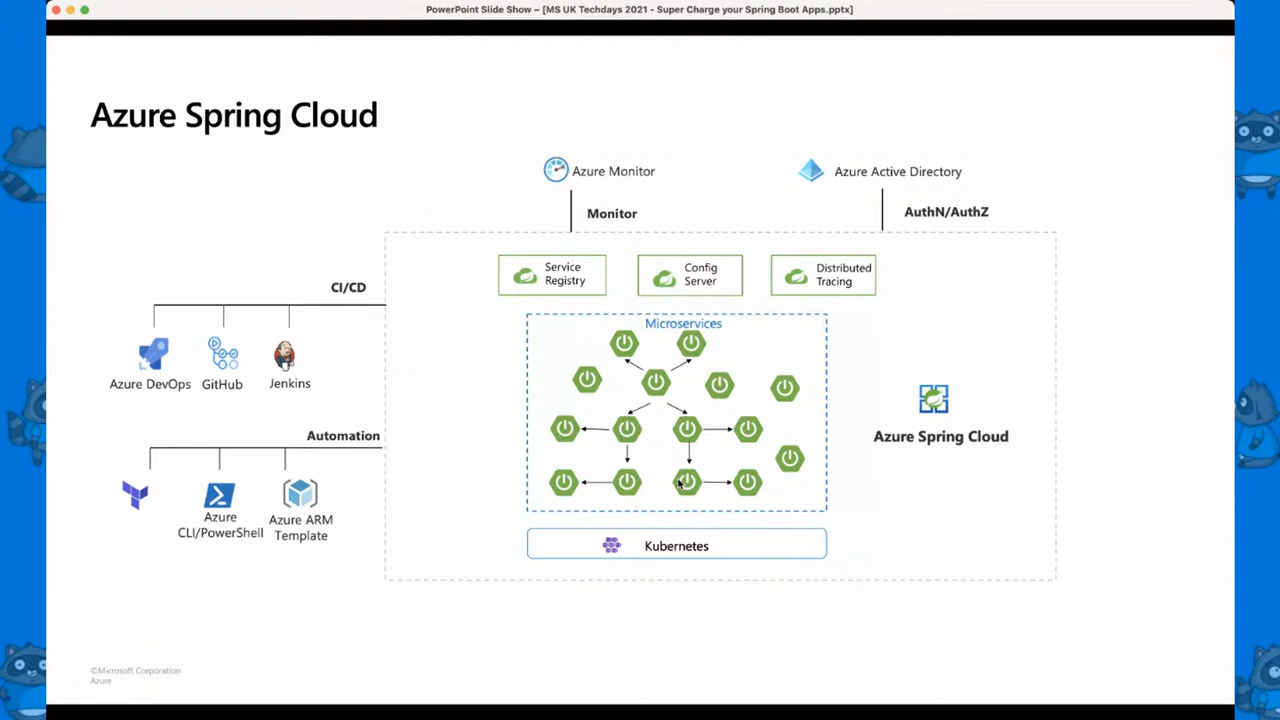 PowerPoint Slide Show – [MS UK Techdays 2021 - Super Charge your Spring Boot Apps.pptx]
Azure Spring Cloud
Azure Monitor
Azure Active Directory
Monitor
AuthN/AuthZ
Service
Registry
Config
Server
Distributed
Tracing
CI/CD
Azure DevOps
GitHub
Jenkins
Microservices
Azure Spring Cloud
Automation
Azure
CLI/PowerShell
Azure ARM
Template
Kubernetes
©Microsoft Corporation
Azure